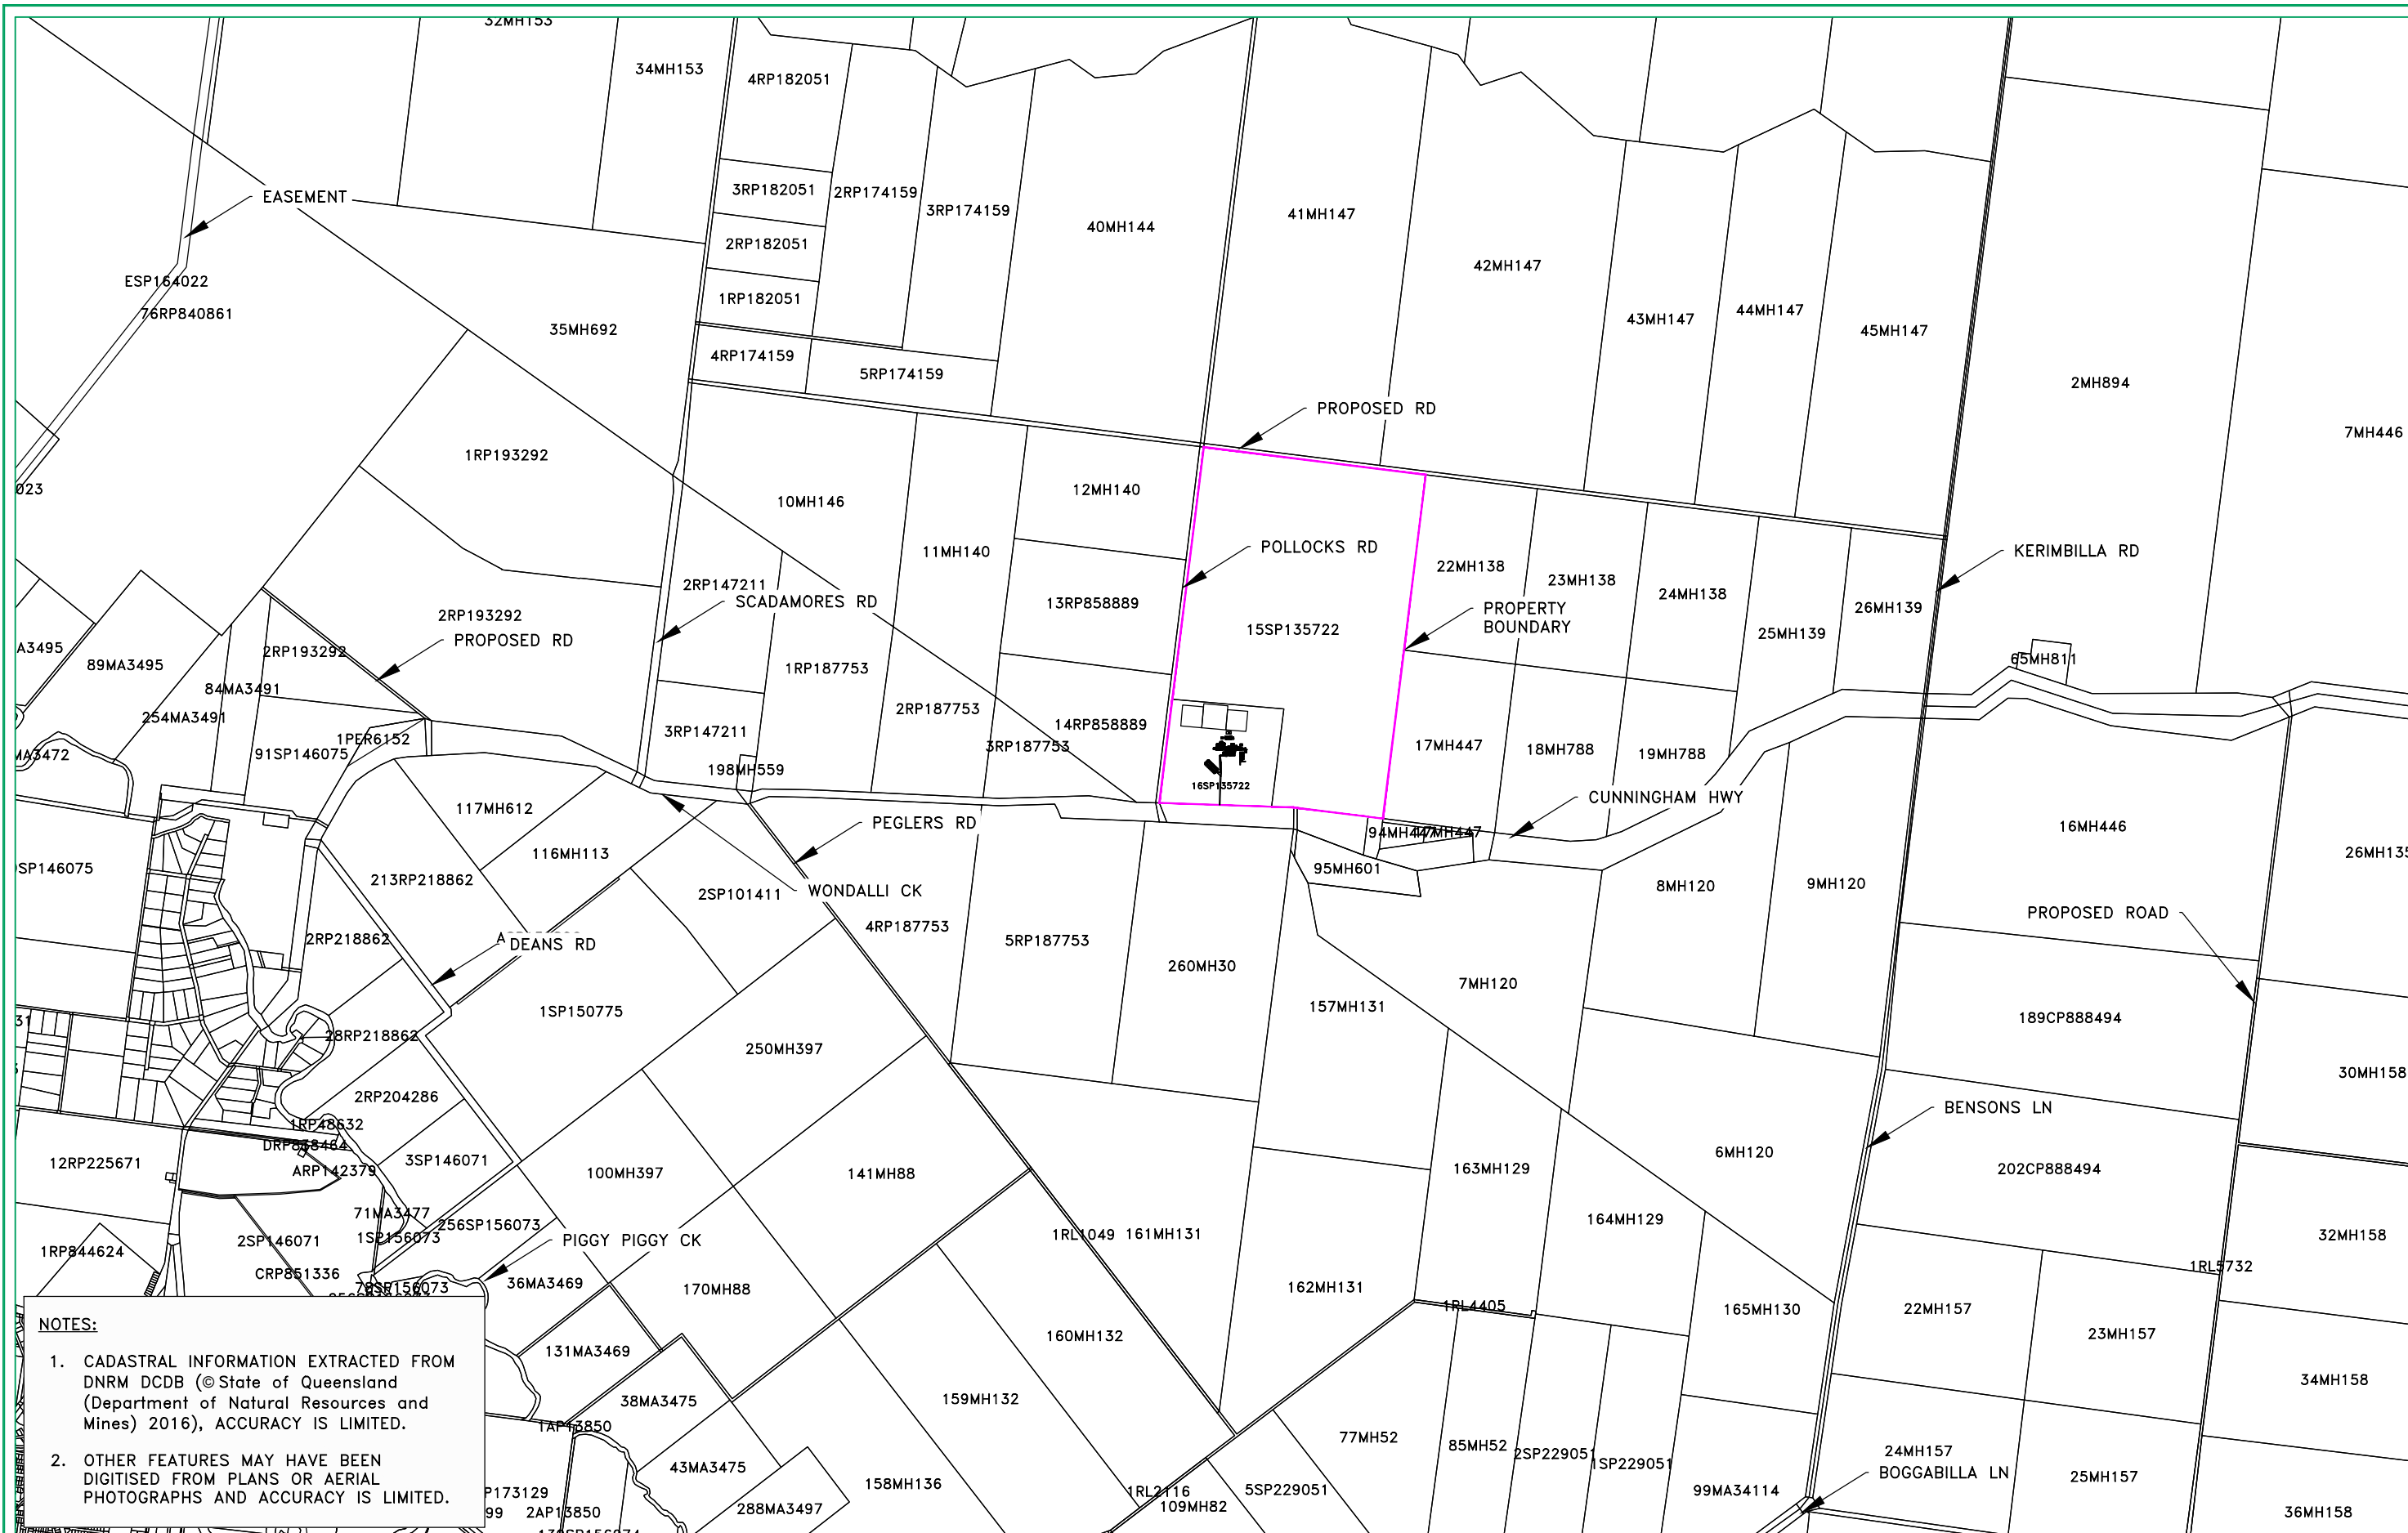 32MH153
34MH153
4RP182051
EASEMENT
3RP182051
2RP174159
3RP174159
2RP182051
1RP182051
40MH144
41MH147
42MH147
43MH147
44MH147
45MH147
2MH894
7MH446
ESP164022
76RP840861
35MH692
4RP174159
5RP174159
PROPOSED RD
1RP193292
023
10MH146
12MH140
11MH140
POLLOCKS RD
KERIMBILLA RD
22MH138
23MH138
24MH138
26MH139
25MH139
2RP147211
SCADAMORES RD
13RP858889
PROPERTY
BOUNDARY
15SP135722
2RP193292
PROPOSED RD
2RP193292
A3495
89MA3495
84MA3491
254MA3491
1RP187753
65MH811
2RP187753
14RP858889
3RP187753
3RP147211
1PER6152
91SP146075
MA3472
198MH559
17MH447
18MH788
19MH788
16SP135722
CUNNINGHAM HWY
117MH612
PEGLERS RD
94MH447
17MH447
16MH446
26MH135
116MH113
SP146075
213RP218862
95MH601
WONDALLI CK
2SP101411
8MH120
9MH120
4RP187753
5RP187753
PROPOSED ROAD
2RP218862
DEANS RD
260MH30
7MH120
157MH131
1SP150775
189CP888494
31
28RP218862
250MH397
30MH158
2RP204286
BENSONS LN
1RP48632
DRP838464
12RP225671
ARP142379
3SP146071
100MH397
141MH88
163MH129
6MH120
202CP888494
71MA3477
256SP156073
1SP156073
2SP146071
PIGGY PIGGY CK
1RL1049
161MH131
164MH129
32MH158
1RP844624
CRP851336
78SP156073
36MA3469
170MH88
162MH131
1RL5732
1RL4405
165MH130
22MH157
23MH157
160MH132
131MA3469
38MA3475
159MH132
34MH158
1AP13850
77MH52
85MH52
2SP229051
1SP229051
24MH157
BOGGABILLA LN
43MA3475
158MH136
25MH157
P173129
99
2AP13850
288MA3497
1RL2116
109MH82
5SP229051
99MA34114
36MH158
NOTES:
1. CADASTRAL INFORMATION EXTRACTED FROM
DNRM DCDB (© State of Queensland
(Department of Natural Resources and
Mines) 2016), ACCURACY IS LIMITED.
2. OTHER FEATURES MAY HAVE BEEN
DIGITISED FROM PLANS OR AERIAL
PHOTOGRAPHS AND ACCURACY IS LIMITED.